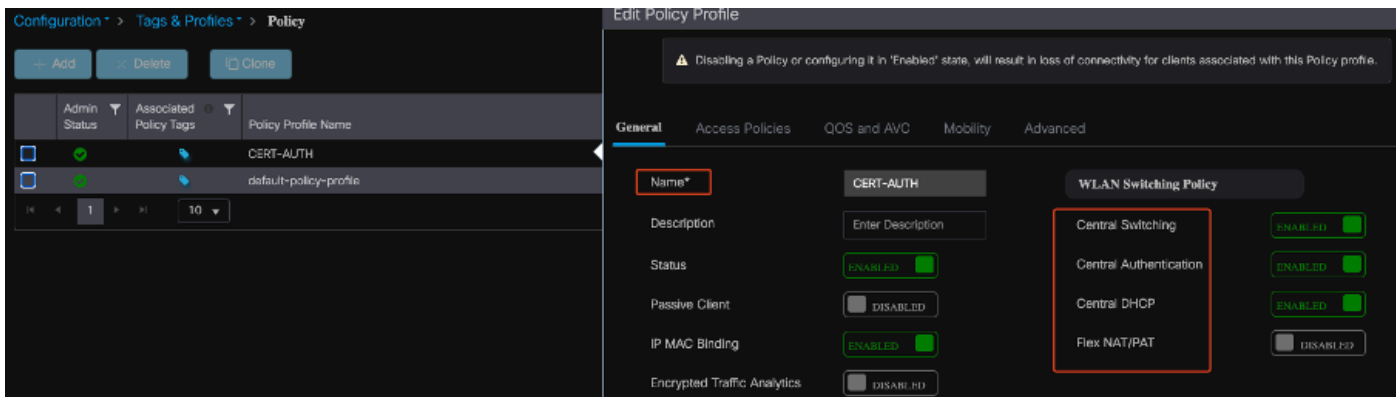 Configuration > Tags & Profiles > Policy
Add Delete Clone
Admin Status Associated Policy Tags Policy Profile Name
CERT-AUTH
default-policy-profile
1 10
Edit Policy Profile
Disabling a Policy or configuring it in 'Enabled' state, will result in loss of connectivity for clients associated with this Policy profile.
General Access Policies QOS and AVC Mobility Advanced
Name* CERT-AUTH
Description Enter Description
Status ENABLED
Passive Client DISABLED
IP MAC Binding ENABLED
Encrypted Traffic Analytics DISABLED
WLAN Switching Policy
Central Switching ENABLED
Central Authentication ENABLED
Central DHCP ENABLED
Flex NAT/PAT DISABLED